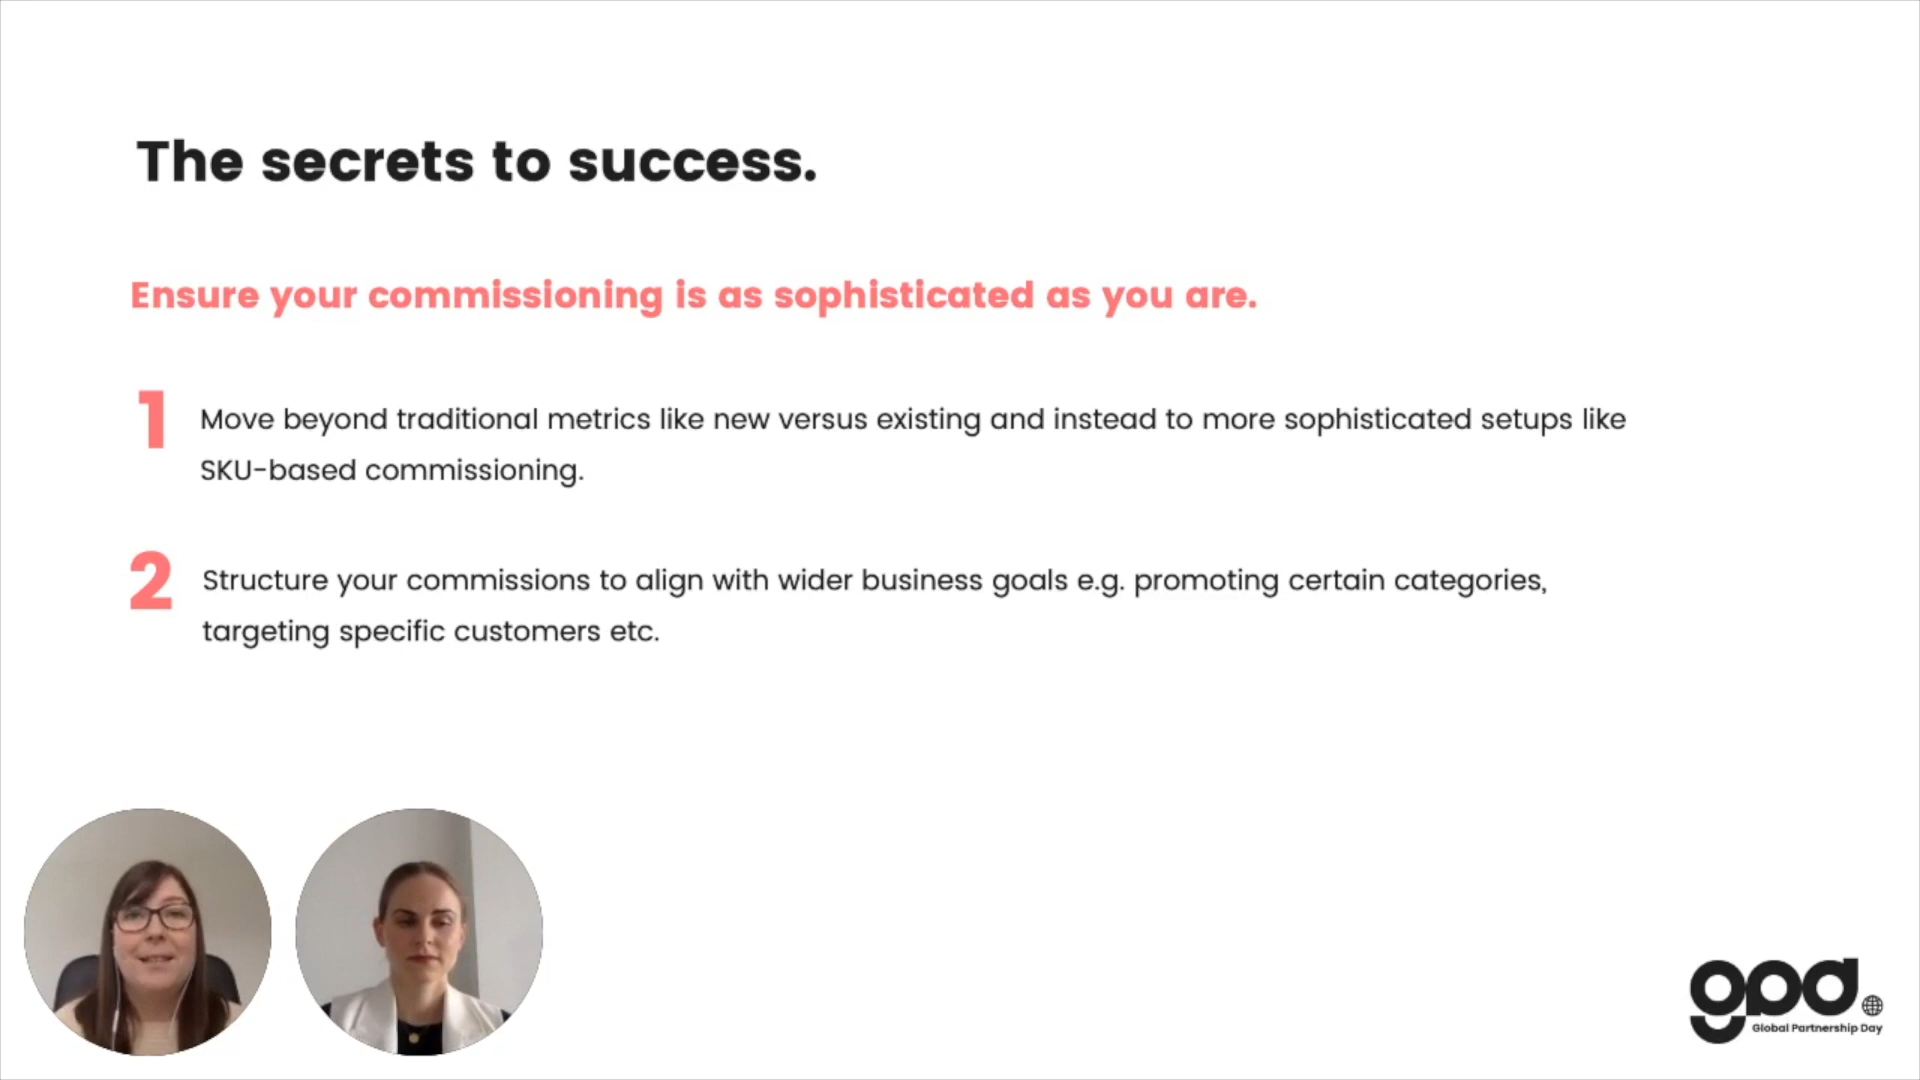 The secrets to success.
Ensure your commissioning is as sophisticated as you are.
1
Move beyond traditional metrics like new versus existing and instead to more sophisticated setups like
SKU-based commissioning.
2
Structure your commissions to align with wider business goals e.g. promoting certain categories,
targeting specific customers etc.
gpd.
Global Partnership Day